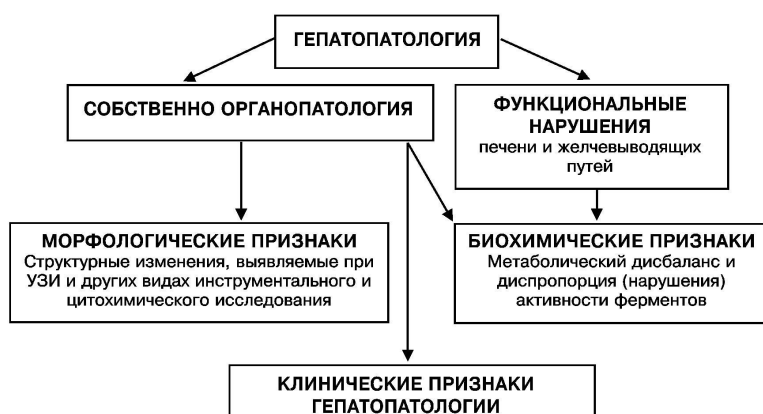 ГЕПАТОПАТОЛОГИЯ
СОБСТВЕННО ОРГАНОПАТОЛОГИЯ
ФУНКЦИОНАЛЬНЫЕ
НАРУШЕНИЯ
печени и желчевыводящих
путей
МОРФОЛОГИЧЕСКИЕ ПРИЗНАКИ
Структурные изменения, выявляемые при
УЗИ и других видах инструментального и
цитохимического исследования
БИОХИМИЧЕСКИЕ ПРИЗНАКИ
Метаболический дисбаланс и
диспропорция (нарушения)
активности ферментов
КЛИНИЧЕСКИЕ ПРИЗНАКИ
ГЕПАТОПАТОЛОГИИ